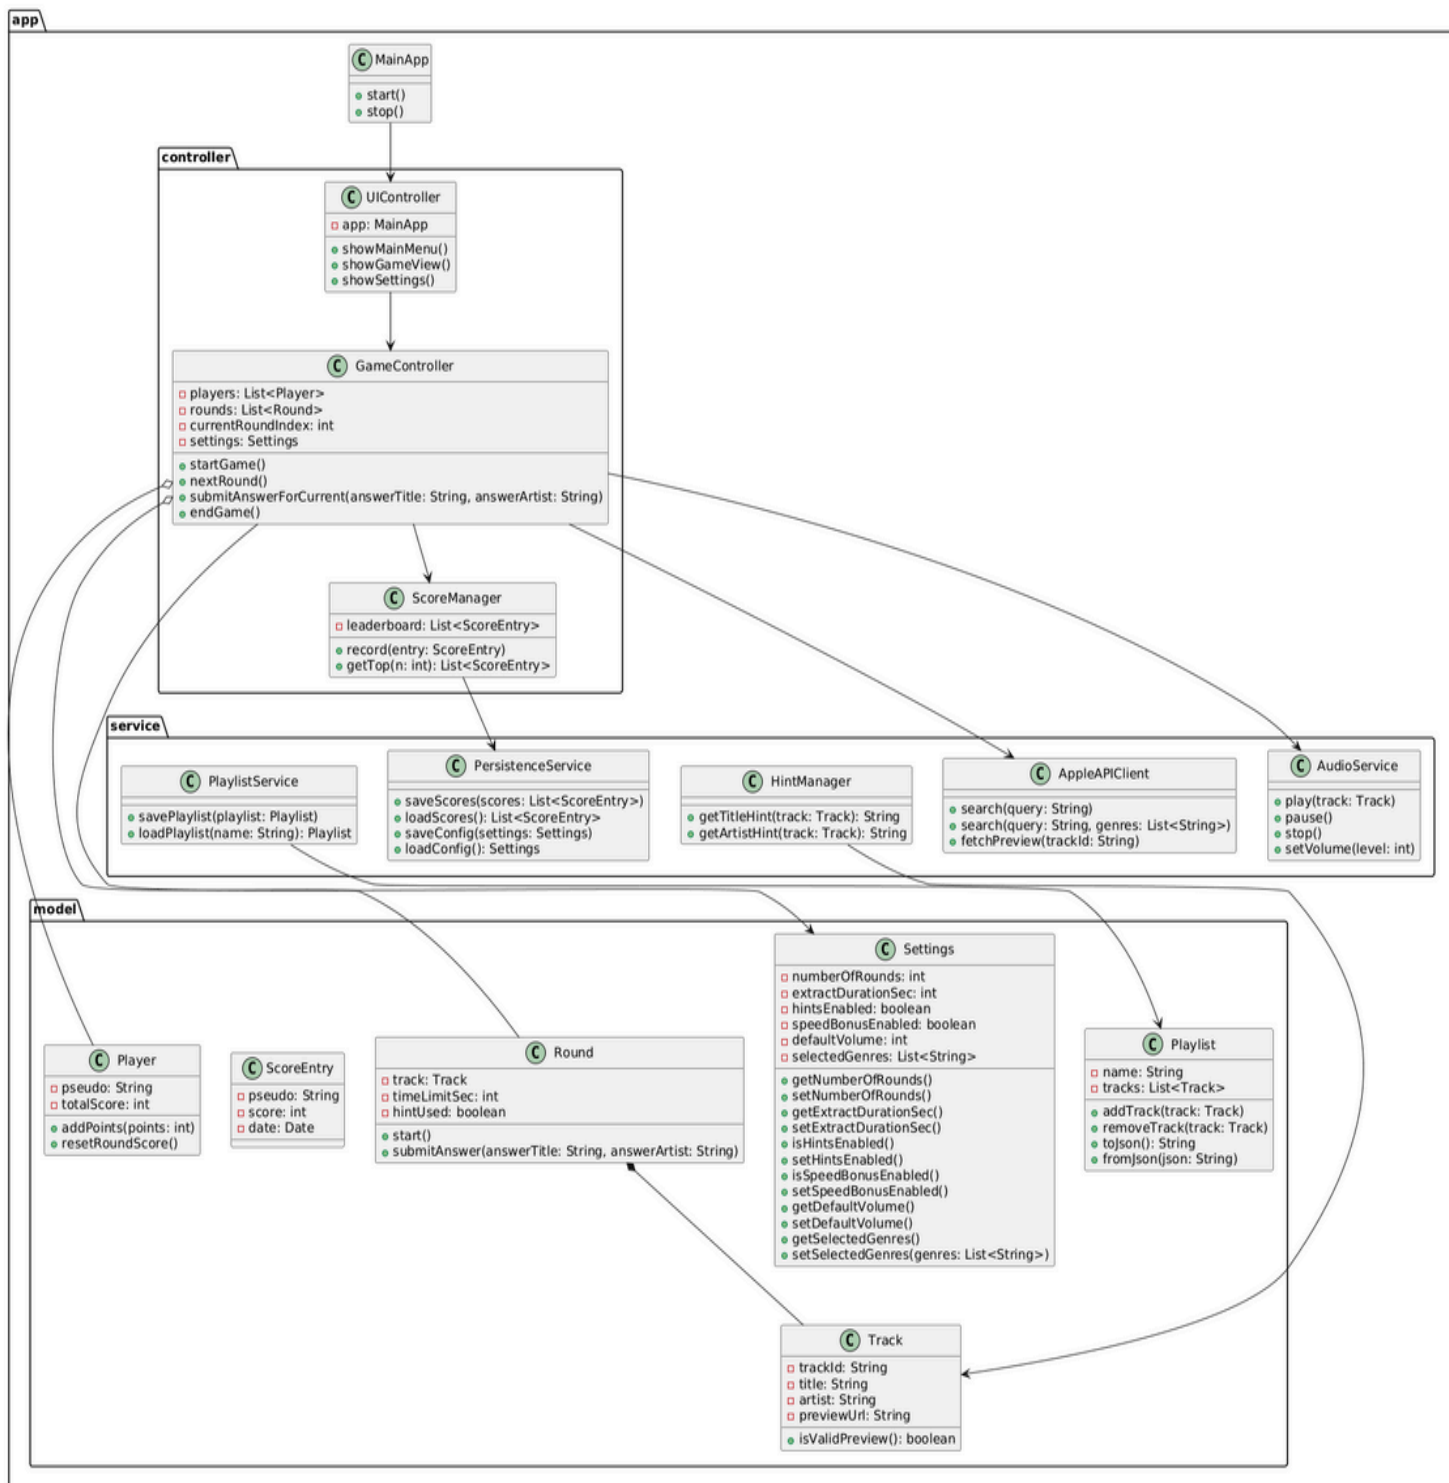 app
C MainApp
start()
stop()
controller
C UIController
app: MainApp
showMainMenu()
showGameView()
showSettings()
C GameController
players: List<Player>
rounds: List<Round>
currentRoundIndex: int
settings: Settings
startGame()
nextRound()
submitAnswerForCurrent(answerTitle: String, answerArtist: String)
endGame()
C ScoreManager
leaderboard: List<ScoreEntry>
record(entry: ScoreEntry)
getTop(n: int): List<ScoreEntry>
service
C PlaylistService
savePlaylist(playlist: Playlist)
loadPlaylist(name: String): Playlist
C PersistenceService
saveScores(scores: List<ScoreEntry>)
loadScores(): List<ScoreEntry>
saveConfig(settings: Settings)
loadConfig(): Settings
C HintManager
getTitleHint(track: Track): String
getArtistHint(track: Track): String
C AppleAPIClient
search(query: String)
search(query: String, genres: List<String>)
fetchPreview(trackId: String)
C AudioService
play(track: Track)
pause()
stop()
setVolume(level: int)
model
C Player
pseudo: String
totalScore: int
addPoints(points: int)
resetRoundScore()
C ScoreEntry
pseudo: String
score: int
date: Date
C Round
track: Track
timeLimitSec: int
hintUsed: boolean
start()
submitAnswer(answerTitle: String, answerArtist: String)
C Settings
numberOfRounds: int
extractDurationSec: int
hintsEnabled: boolean
speedBonusEnabled: boolean
defaultVolume: int
selectedGenres: List<String>
getNumberOfRounds()
setNumberOfRounds()
getExtractDurationSec()
setExtractDurationSec()
isHintsEnabled()
setHintsEnabled()
isSpeedBonusEnabled()
setSpeedBonusEnabled()
getDefaultVolume()
setDefaultVolume()
getSelectedGenres()
setSelectedGenres(genres: List<String>)
C Playlist
name: String
tracks: List<Track>
addTrack(track: Track)
removeTrack(track: Track)
toJson(): String
fromJson(json: String)
C Track
trackId: String
title: String
artist: String
previewUrl: String
isValidPreview(): boolean